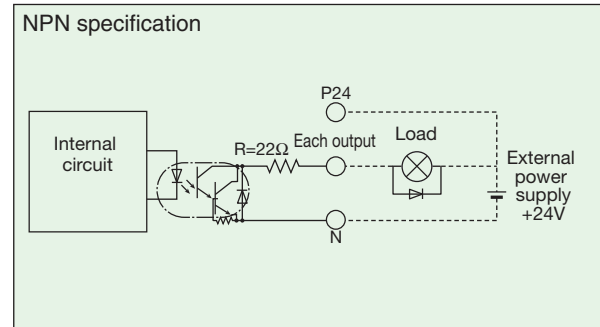 NPN specification
P24
Internal
circuit
R=22Ω
Each output
Load
External
power
supply
+24V
N